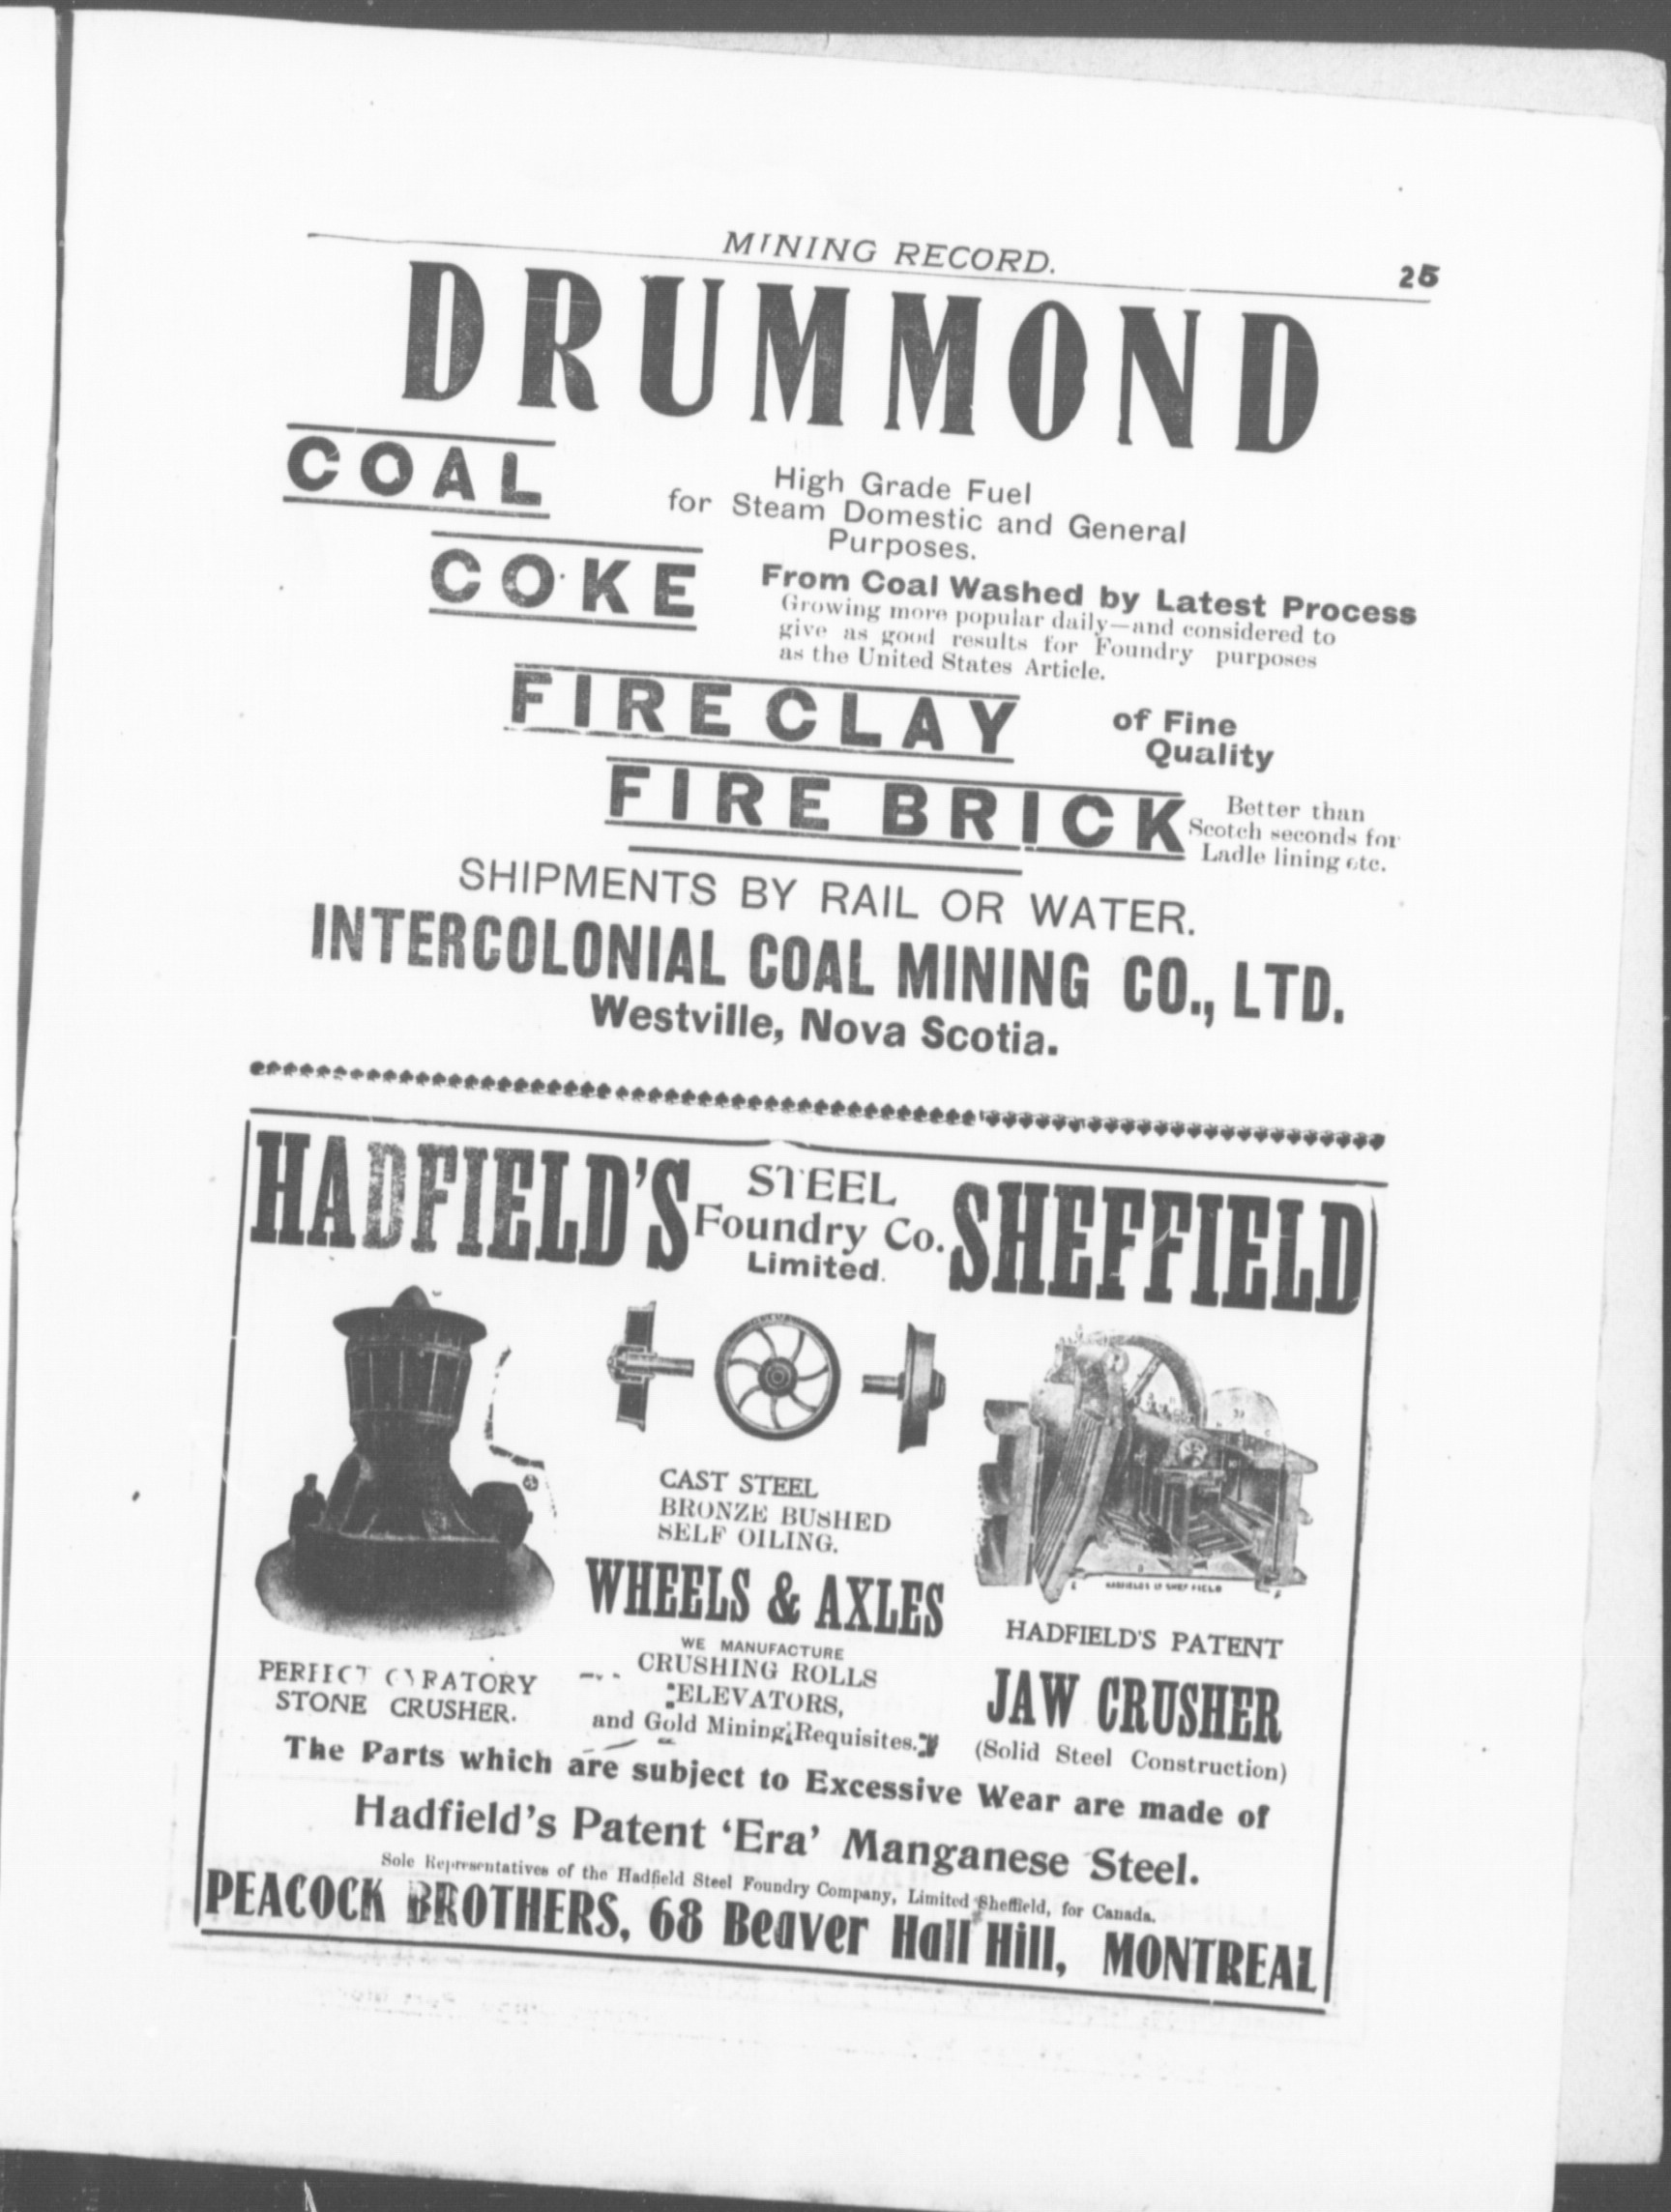 MINING RECORD.
25
DRUMMOND
COAL
High Grade Fuel
for Steam Domestic and General
Purposes.
COKE
From Coal Washed by Latest Process
Growing more popular daily—and considered to
give as good results for Foundry purposes
as the United States Article.
FIRE CLAY
of Fine
Quality
FIRE BRICK
Better than
Scotch seconds for
Ladle lining etc.
SHIPMENTS BY RAIL OR WATER.
INTERCOLONIAL COAL MINING CO., LTD.
Westville, Nova Scotia.
HADFIELD'S
STEEL
Foundry Co.
Limited.
SHEFFIELD
CAST STEEL
BRONZE BUSHED
SELF OILING.
WHEELS & AXLES
WE MANUFACTURE
CRUSHING ROLLS
ELEVATORS,
and Gold Mining Requisites.
PERFECT GYRATORY
STONE CRUSHER.
HADFIELDS LD SHEFFIELD
HADFIELD'S PATENT
JAW CRUSHER
(Solid Steel Construction)
The Parts which are subject to Excessive Wear are made of
Hadfield's Patent 'Era' Manganese Steel.
Sole Representatives of the Hadfield Steel Foundry Company, Limited Sheffield, for Canada.
PEACOCK BROTHERS, 68 Beaver Hall Hill, MONTREAL